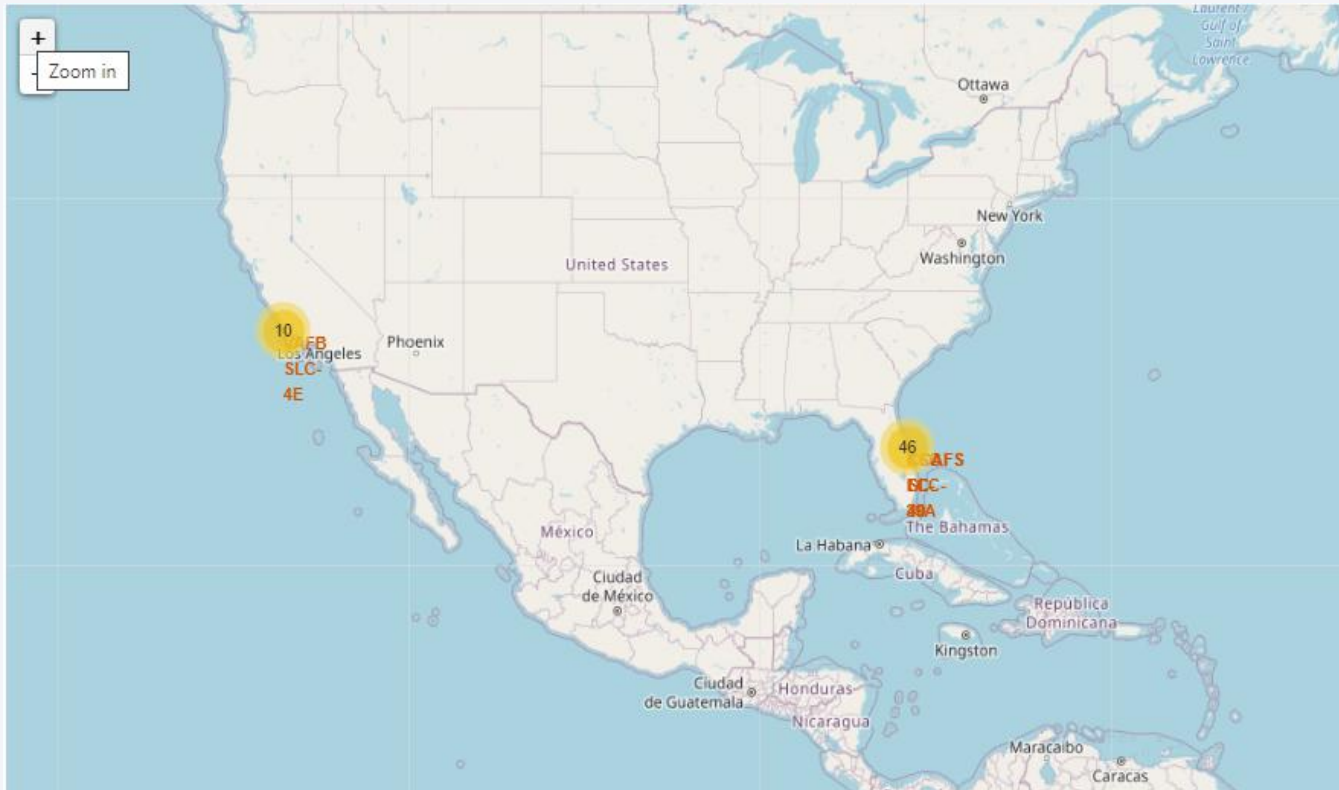 +
-
Zoom in
Laurent /
Gulf of
Saint
Lawrence
Ottawa
New York
Washington
United States
10
VAFB
SLC-
4E
Los Angeles
Phoenix
46
The Bahamas
La Habana
Cuba
México
Ciudad
de México
República
Dominicana
Kingston
Ciudad
de Guatemala
Honduras
Nicaragua
Maracaibo
Caracas